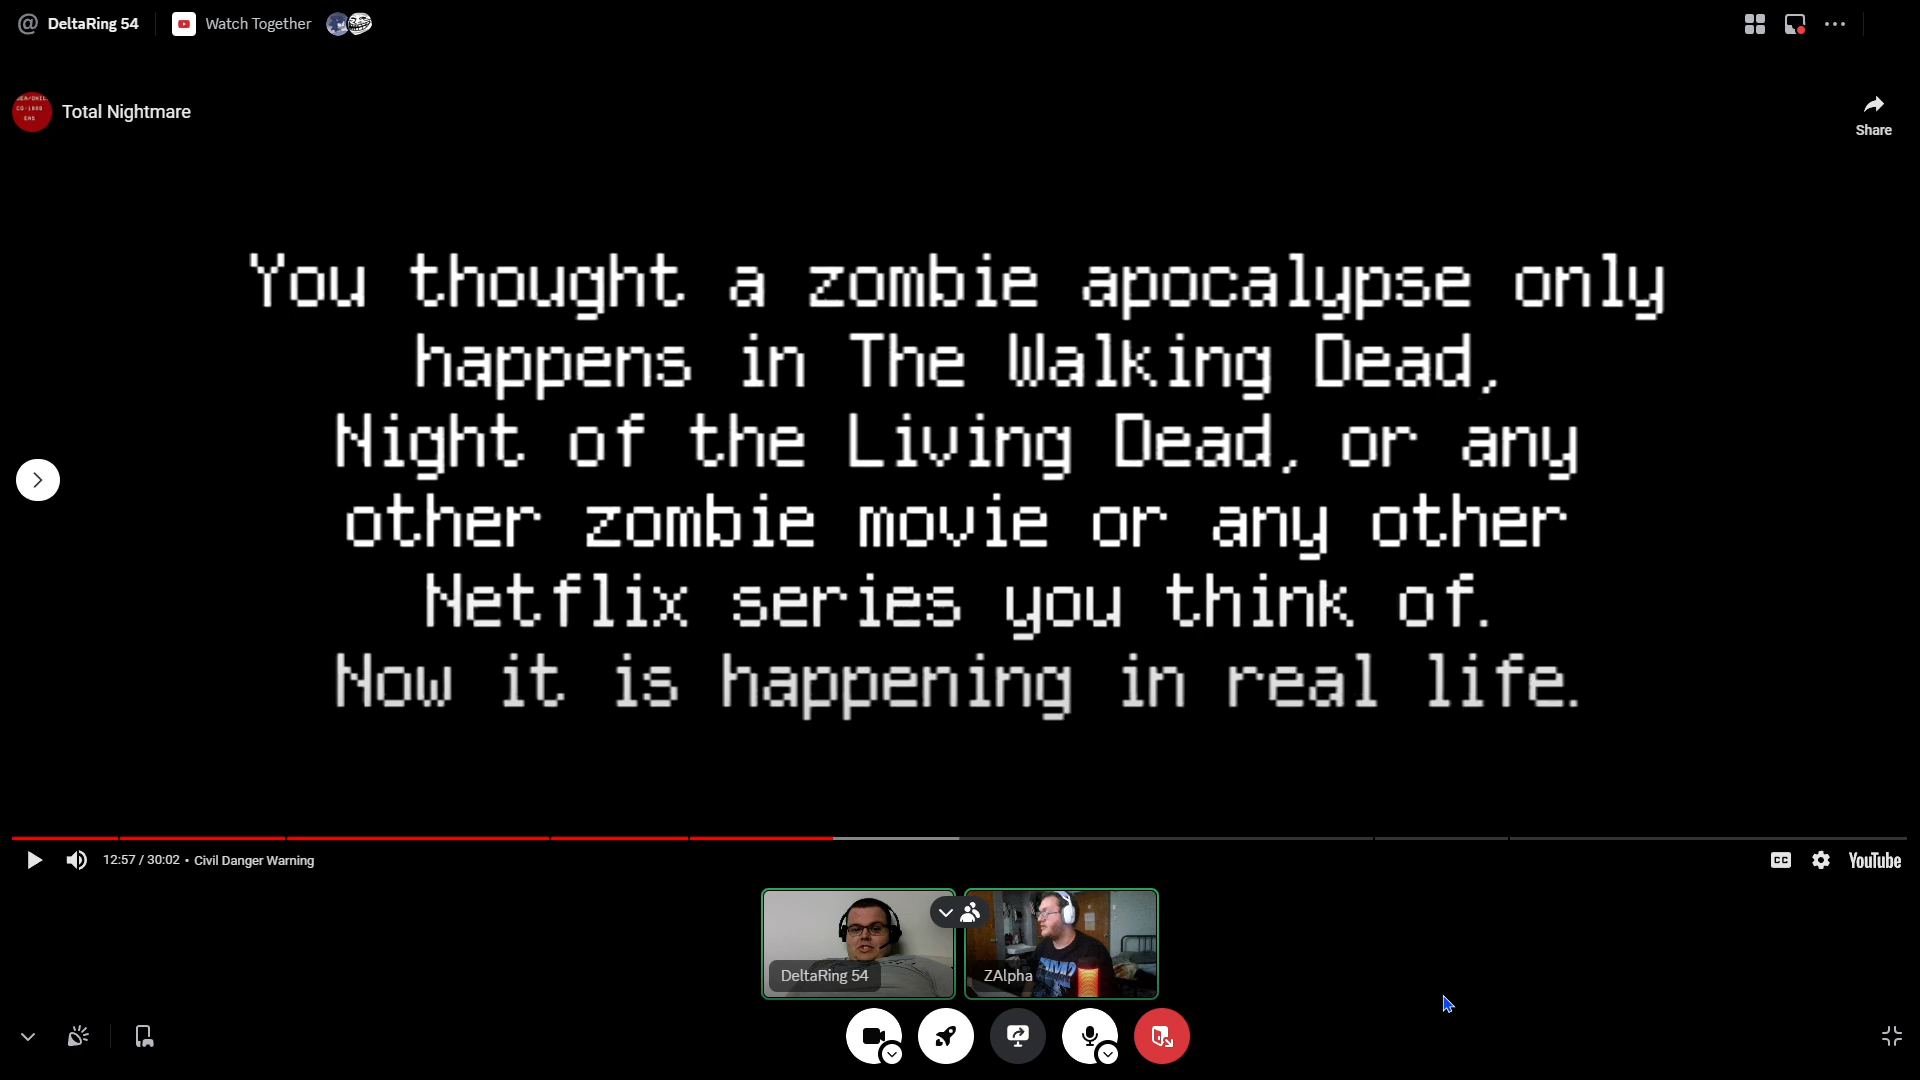 DeltaRing 54
Watch Together
Total Nightmare
Share
You thought a zombie apocalypse only
happens in The Walking Dead,
Night of the Living Dead, or any
other zombie movie or any other
Netflix series you think of.
Now it is happening in real life.
12:57 / 30:02 • Civil Danger Warning
CC
YouTube
DeltaRing 54
ZAlpha